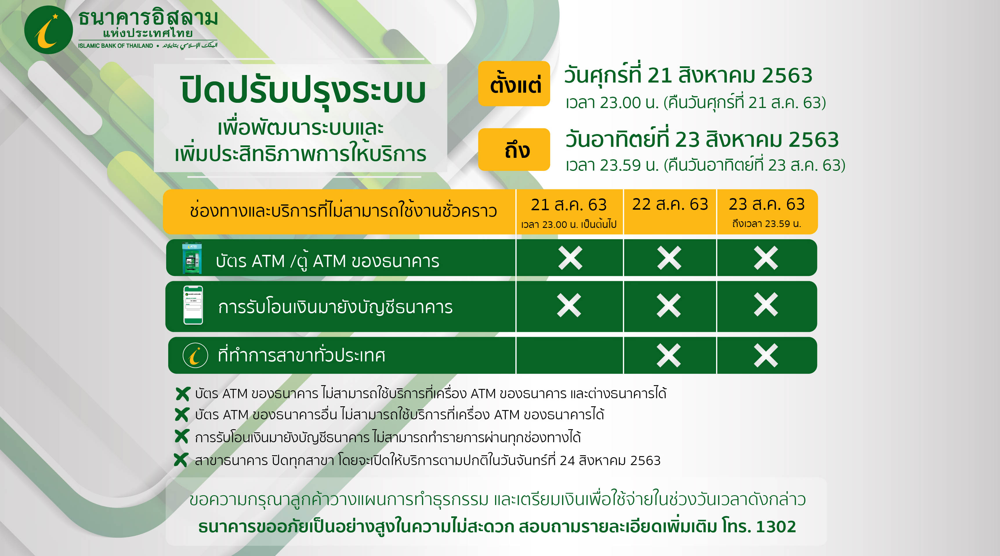 ธนาคารอิสลาม
แห่งประเทศไทย
ISLAMIC BANK OF THAILAND • البنك الإسلامي بتايلاند
ปิดปรับปรุงระบบ
เพื่อพัฒนาระบบและ
เพิ่มประสิทธิภาพการให้บริการ
ตั้งแต่
วันศุกร์ที่ 21 สิงหาคม 2563
เวลา 23.00 น. (คืนวันศุกร์ที่ 21 ส.ค. 63)
ถึง
วันอาทิตย์ที่ 23 สิงหาคม 2563
เวลา 23.59 น. (คืนวันอาทิตย์ที่ 23 ส.ค. 63)
ช่องทางและบริการที่ไม่สามารถใช้งานชั่วคราว
21 ส.ค. 63
เวลา 23.00 น. เป็นต้นไป
22 ส.ค. 63
23 ส.ค. 63
ถึงเวลา 23.59 น.
ATM
บัตร ATM /ตู้ ATM ของธนาคาร
การรับโอนเงินมายังบัญชีธนาคาร
ที่ทำการสาขาทั่วประเทศ
บัตร ATM ของธนาคาร ไม่สามารถใช้บริการที่เครื่อง ATM ของธนาคาร และต่างธนาคารได้
บัตร ATM ของธนาคารอื่น ไม่สามารถใช้บริการที่เครื่อง ATM ของธนาคารได้
การรับโอนเงินมายังบัญชีธนาคาร ไม่สามารถทำรายการผ่านทุกช่องทางได้
สาขาธนาคาร ปิดทุกสาขา โดยจะเปิดให้บริการตามปกติในวันจันทร์ที่ 24 สิงหาคม 2563
ขอความกรุณาลูกค้าวางแผนการทำธุรกรรม และเตรียมเงินเพื่อใช้จ่ายในช่วงวันเวลาดังกล่าว
ธนาคารขออภัยเป็นอย่างสูงในความไม่สะดวก สอบถามรายละเอียดเพิ่มเติม โทร. 1302